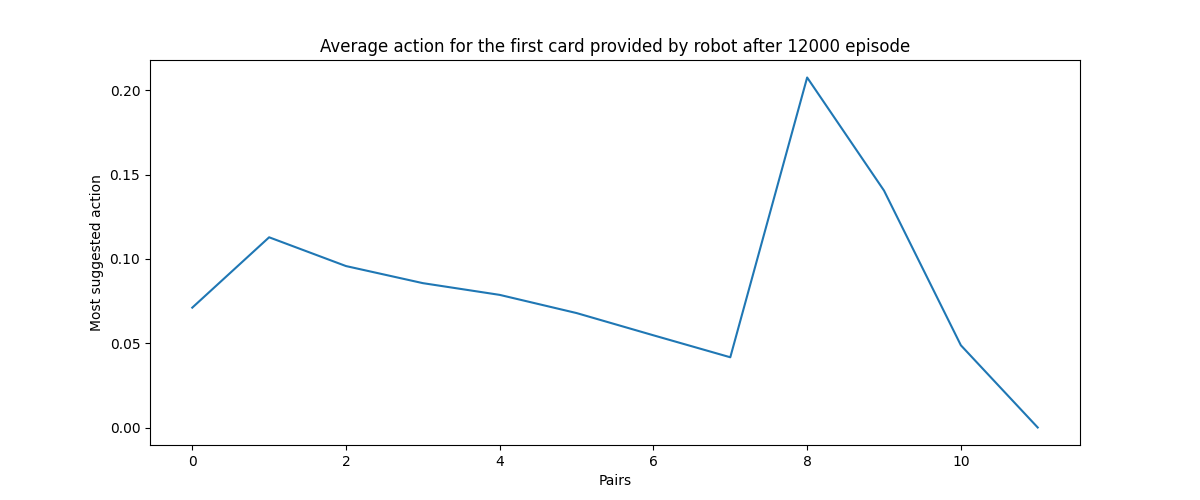 Average action for the first card provided by robot after 12000 episode
0.20
0.15
0.10
0.05
0.00
Most suggested action
0 2 4 6 8 10
Pairs